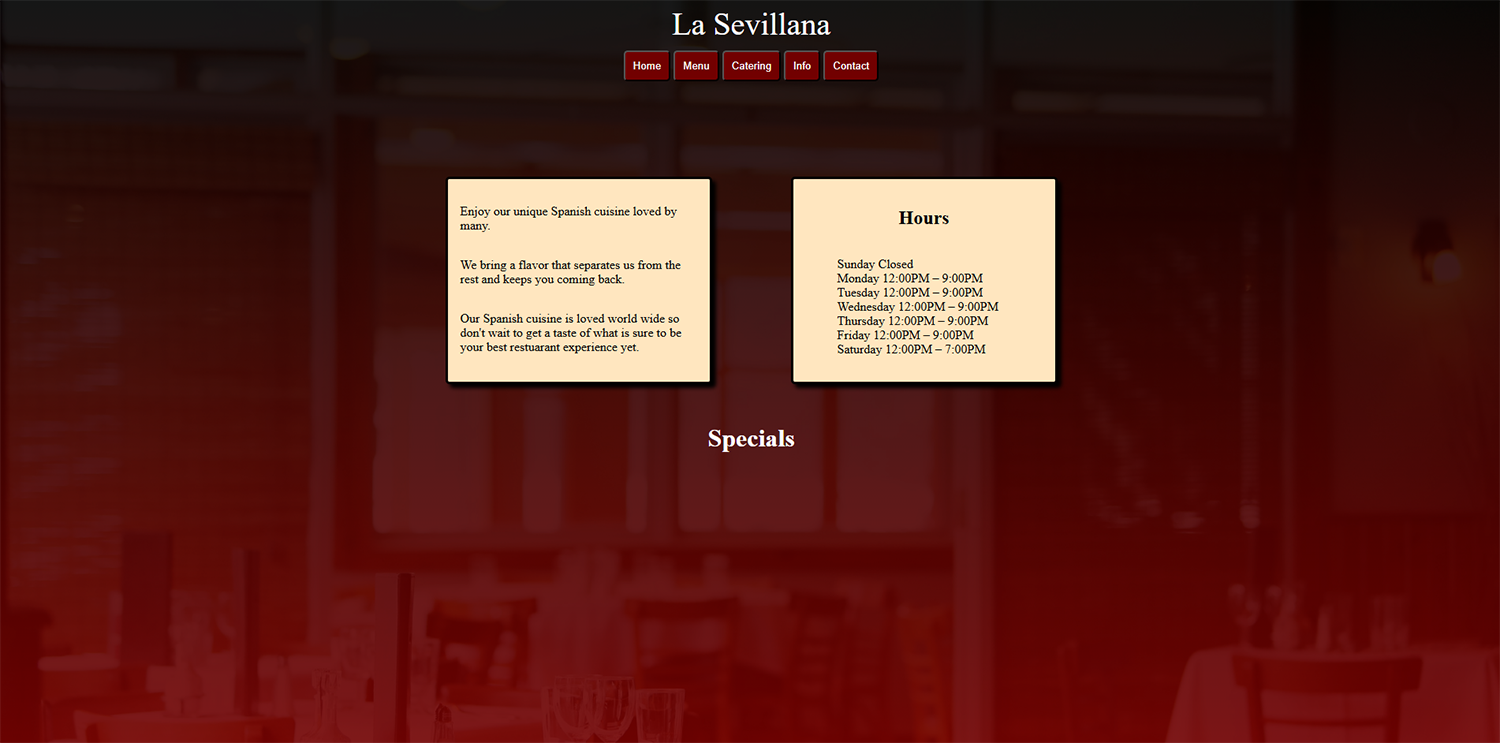 La Sevillana
Home Menu Catering Info Contact
Enjoy our unique Spanish cuisine loved by
many.
We bring a flavor that separates us from the
rest and keeps you coming back.
Our Spanish cuisine is loved world wide so
don't wait to get a taste of what is sure to be
your best restuarant experience yet.
Hours
Sunday Closed
Monday 12:00PM – 9:00PM
Tuesday 12:00PM – 9:00PM
Wednesday 12:00PM – 9:00PM
Thursday 12:00PM – 9:00PM
Friday 12:00PM – 9:00PM
Saturday 12:00PM – 7:00PM
Specials